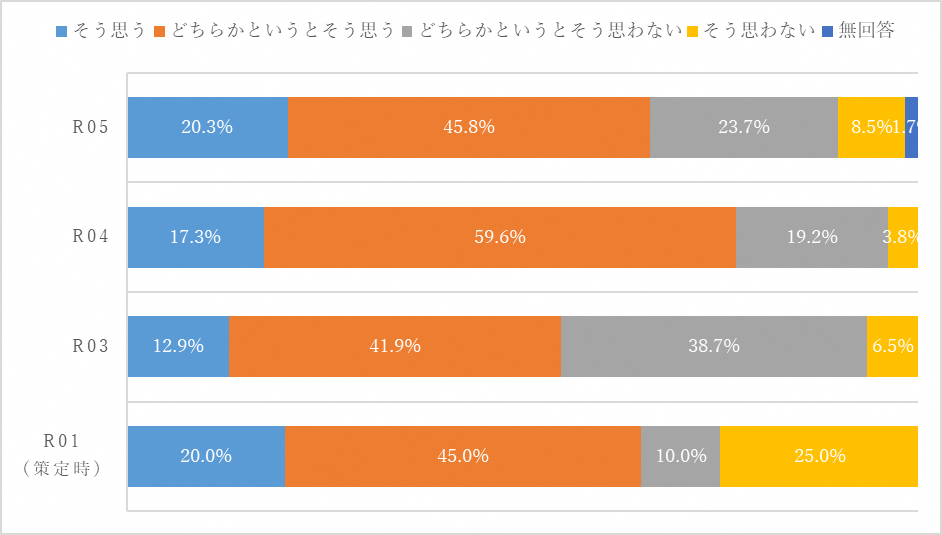 そう思う どちらかというとそう思う どちらかというとそう思わない そう思わない 無回答
R05 20.3% 45.8% 23.7% 8.5% 1.7%
R04 17.3% 59.6% 19.2% 3.8%
R03 12.9% 41.9% 38.7% 6.5%
R01
（策定時） 20.0% 45.0% 10.0% 25.0%